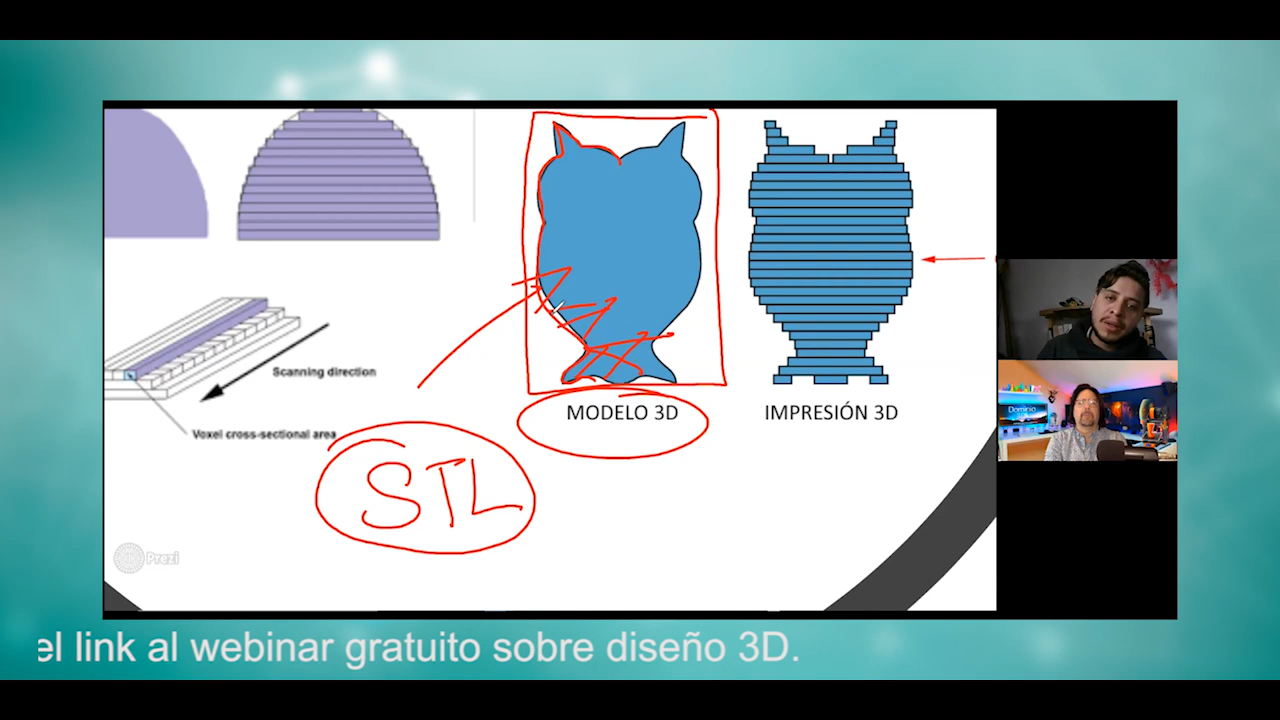 Scanning direction
Voxel cross-sectional area
MODELO 3D
IMPRESIÓN 3D
STL
Prezi
Dominio
el link al webinar gratuito sobre diseño 3D.